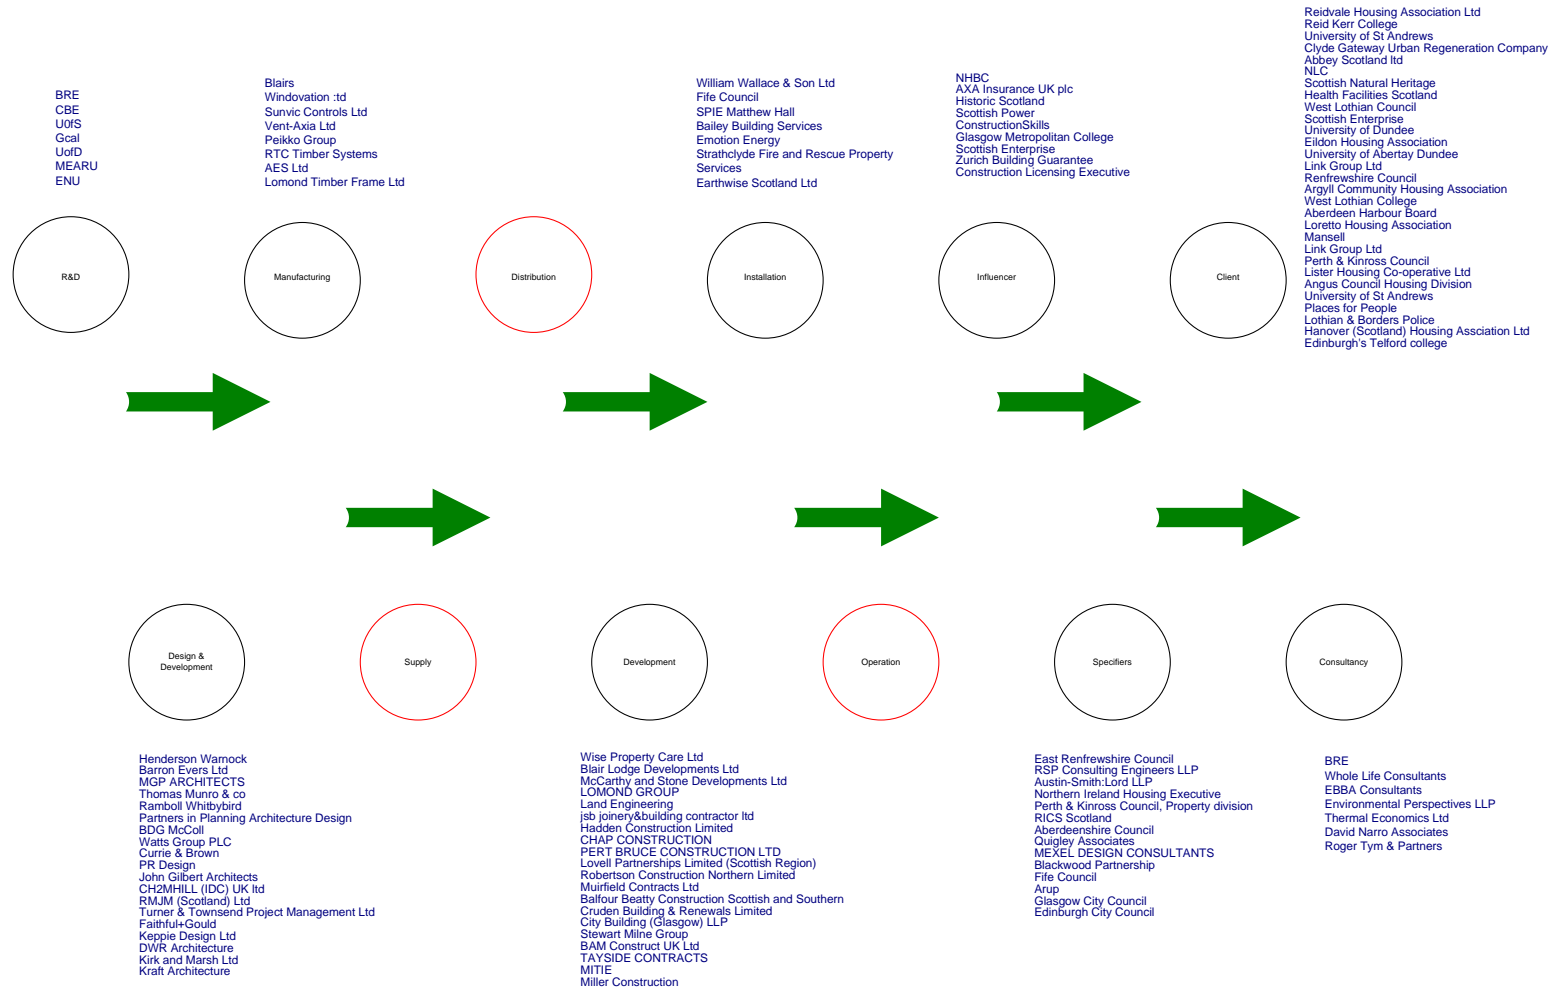 BRE
CBE
U0fS
Gcal
UofD
MEARU
ENU
Blairs
Windovation :td
Sunvic Controls Ltd
Vent-Axia Ltd
Peikko Group
RTC Timber Systems
AES Ltd
Lomond Timber Frame Ltd
William Wallace & Son Ltd
Fife Council
SPIE Matthew Hall
Bailey Building Services
Emotion Energy
Strathclyde Fire and Rescue Property
Services
Earthwise Scotland Ltd
NHBC
AXA Insurance UK plc
Historic Scotland
Scottish Power
ConstructionSkills
Glasgow Metropolitan College
Scottish Enterprise
Zurich Building Guarantee
Construction Licensing Executive
Reidvale Housing Association Ltd
Reid Kerr College
University of St Andrews
Clyde Gateway Urban Regeneration Company
Abbey Scotland ltd
NLC
Scottish Natural Heritage
Health Facilities Scotland
West Lothian Council
Scottish Enterprise
University of Dundee
Eildon Housing Association
University of Abertay Dundee
Link Group Ltd
Renfrewshire Council
Argyll Community Housing Association
West Lothian College
Aberdeen Harbour Board
Loretto Housing Association
Mansell
Link Group Ltd
Perth & Kinross Council
Lister Housing Co-operative Ltd
Angus Council Housing Division
University of St Andrews
Places for People
Lothian & Borders Police
Hanover (Scotland) Housing Assciation Ltd
Edinburgh's Telford college
R&D
Manufacturing
Distribution
Installation
Influencer
Client
Design &
Development
Supply
Development
Operation
Specifiers
Consultancy
Henderson Warnock
Barron Evers Ltd
MGP ARCHITECTS
Thomas Munro & co
Ramboll Whitbybird
Partners in Planning Architecture Design
BDG McColl
Watts Group PLC
Currie & Brown
PR Design
John Gilbert Architects
CH2MHILL (IDC) UK ltd
RMJM (Scotland) Ltd
Turner & Townsend Project Management Ltd
Faithful+Gould
Keppie Design Ltd
DWR Architecture
Kirk and Marsh Ltd
Kraft Architecture
Wise Property Care Ltd
Blair Lodge Developments Ltd
McCarthy and Stone Developments Ltd
LOMOND GROUP
Land Engineering
jsb joinery&building contractor ltd
Hadden Construction Limited
CHAP CONSTRUCTION
PERT BRUCE CONSTRUCTION LTD
Lovell Partnerships Limited (Scottish Region)
Robertson Construction Northern Limited
Muirfield Contracts Ltd
Balfour Beatty Construction Scottish and Southern
Cruden Building & Renewals Limited
City Building (Glasgow) LLP
Stewart Milne Group
BAM Construct UK Ltd
TAYSIDE CONTRACTS
MITIE
Miller Construction
East Renfrewshire Council
RSP Consulting Engineers LLP
Austin-Smith:Lord LLP
Northern Ireland Housing Executive
Perth & Kinross Council, Property division
RICS Scotland
Aberdeenshire Council
Quigley Associates
MEXEL DESIGN CONSULTANTS
Blackwood Partnership
Fife Council
Arup
Glasgow City Council
Edinburgh City Council
BRE
Whole Life Consultants
EBBA Consultants
Environmental Perspectives LLP
Thermal Economics Ltd
David Narro Associates
Roger Tym & Partners